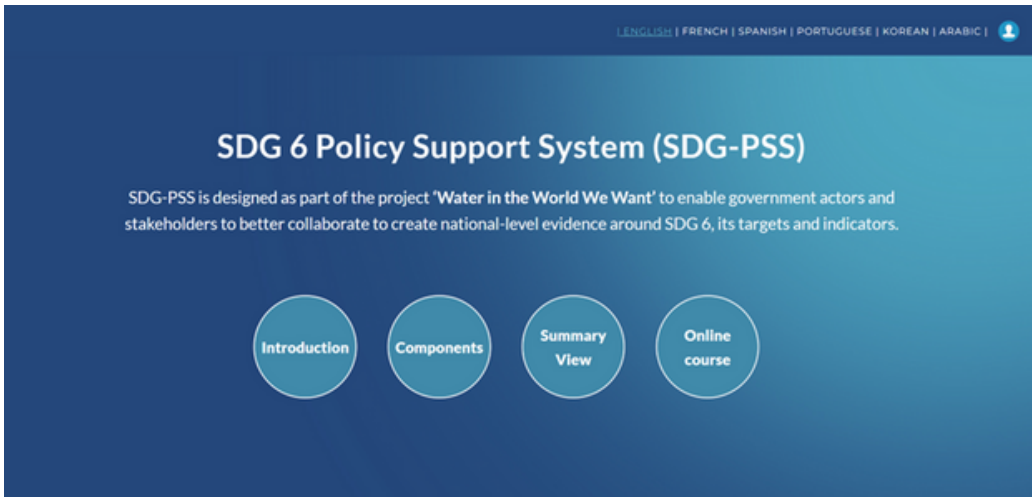 | ENGLISH | FRENCH | SPANISH | PORTUGUESE | KOREAN | ARABIC |
SDG 6 Policy Support System (SDG-PSS)
SDG-PSS is designed as part of the project 'Water in the World We Want' to enable government actors and
stakeholders to better collaborate to create national-level evidence around SDG 6, its targets and indicators.
Introduction
Components
Summary
View
Online
course